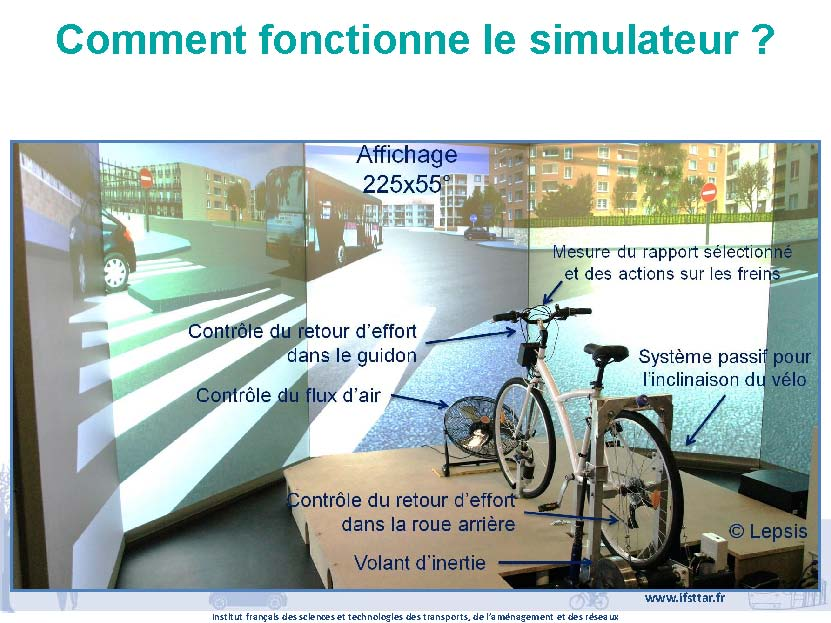 Comment fonctionne le simulateur ?
Affichage
225x55°
Mesure du rapport sélectionné
et des actions sur les freins
Contrôle du retour d’effort
dans le guidon
Système passif pour
l’inclinaison du vélo
Contrôle du flux d’air
Contrôle du retour d’effort
dans la roue arrière
© Lepsis
Volant d’inertie
www.ifsttar.fr
Institut français des sciences et technologies des transports, de l’aménagement et des réseaux